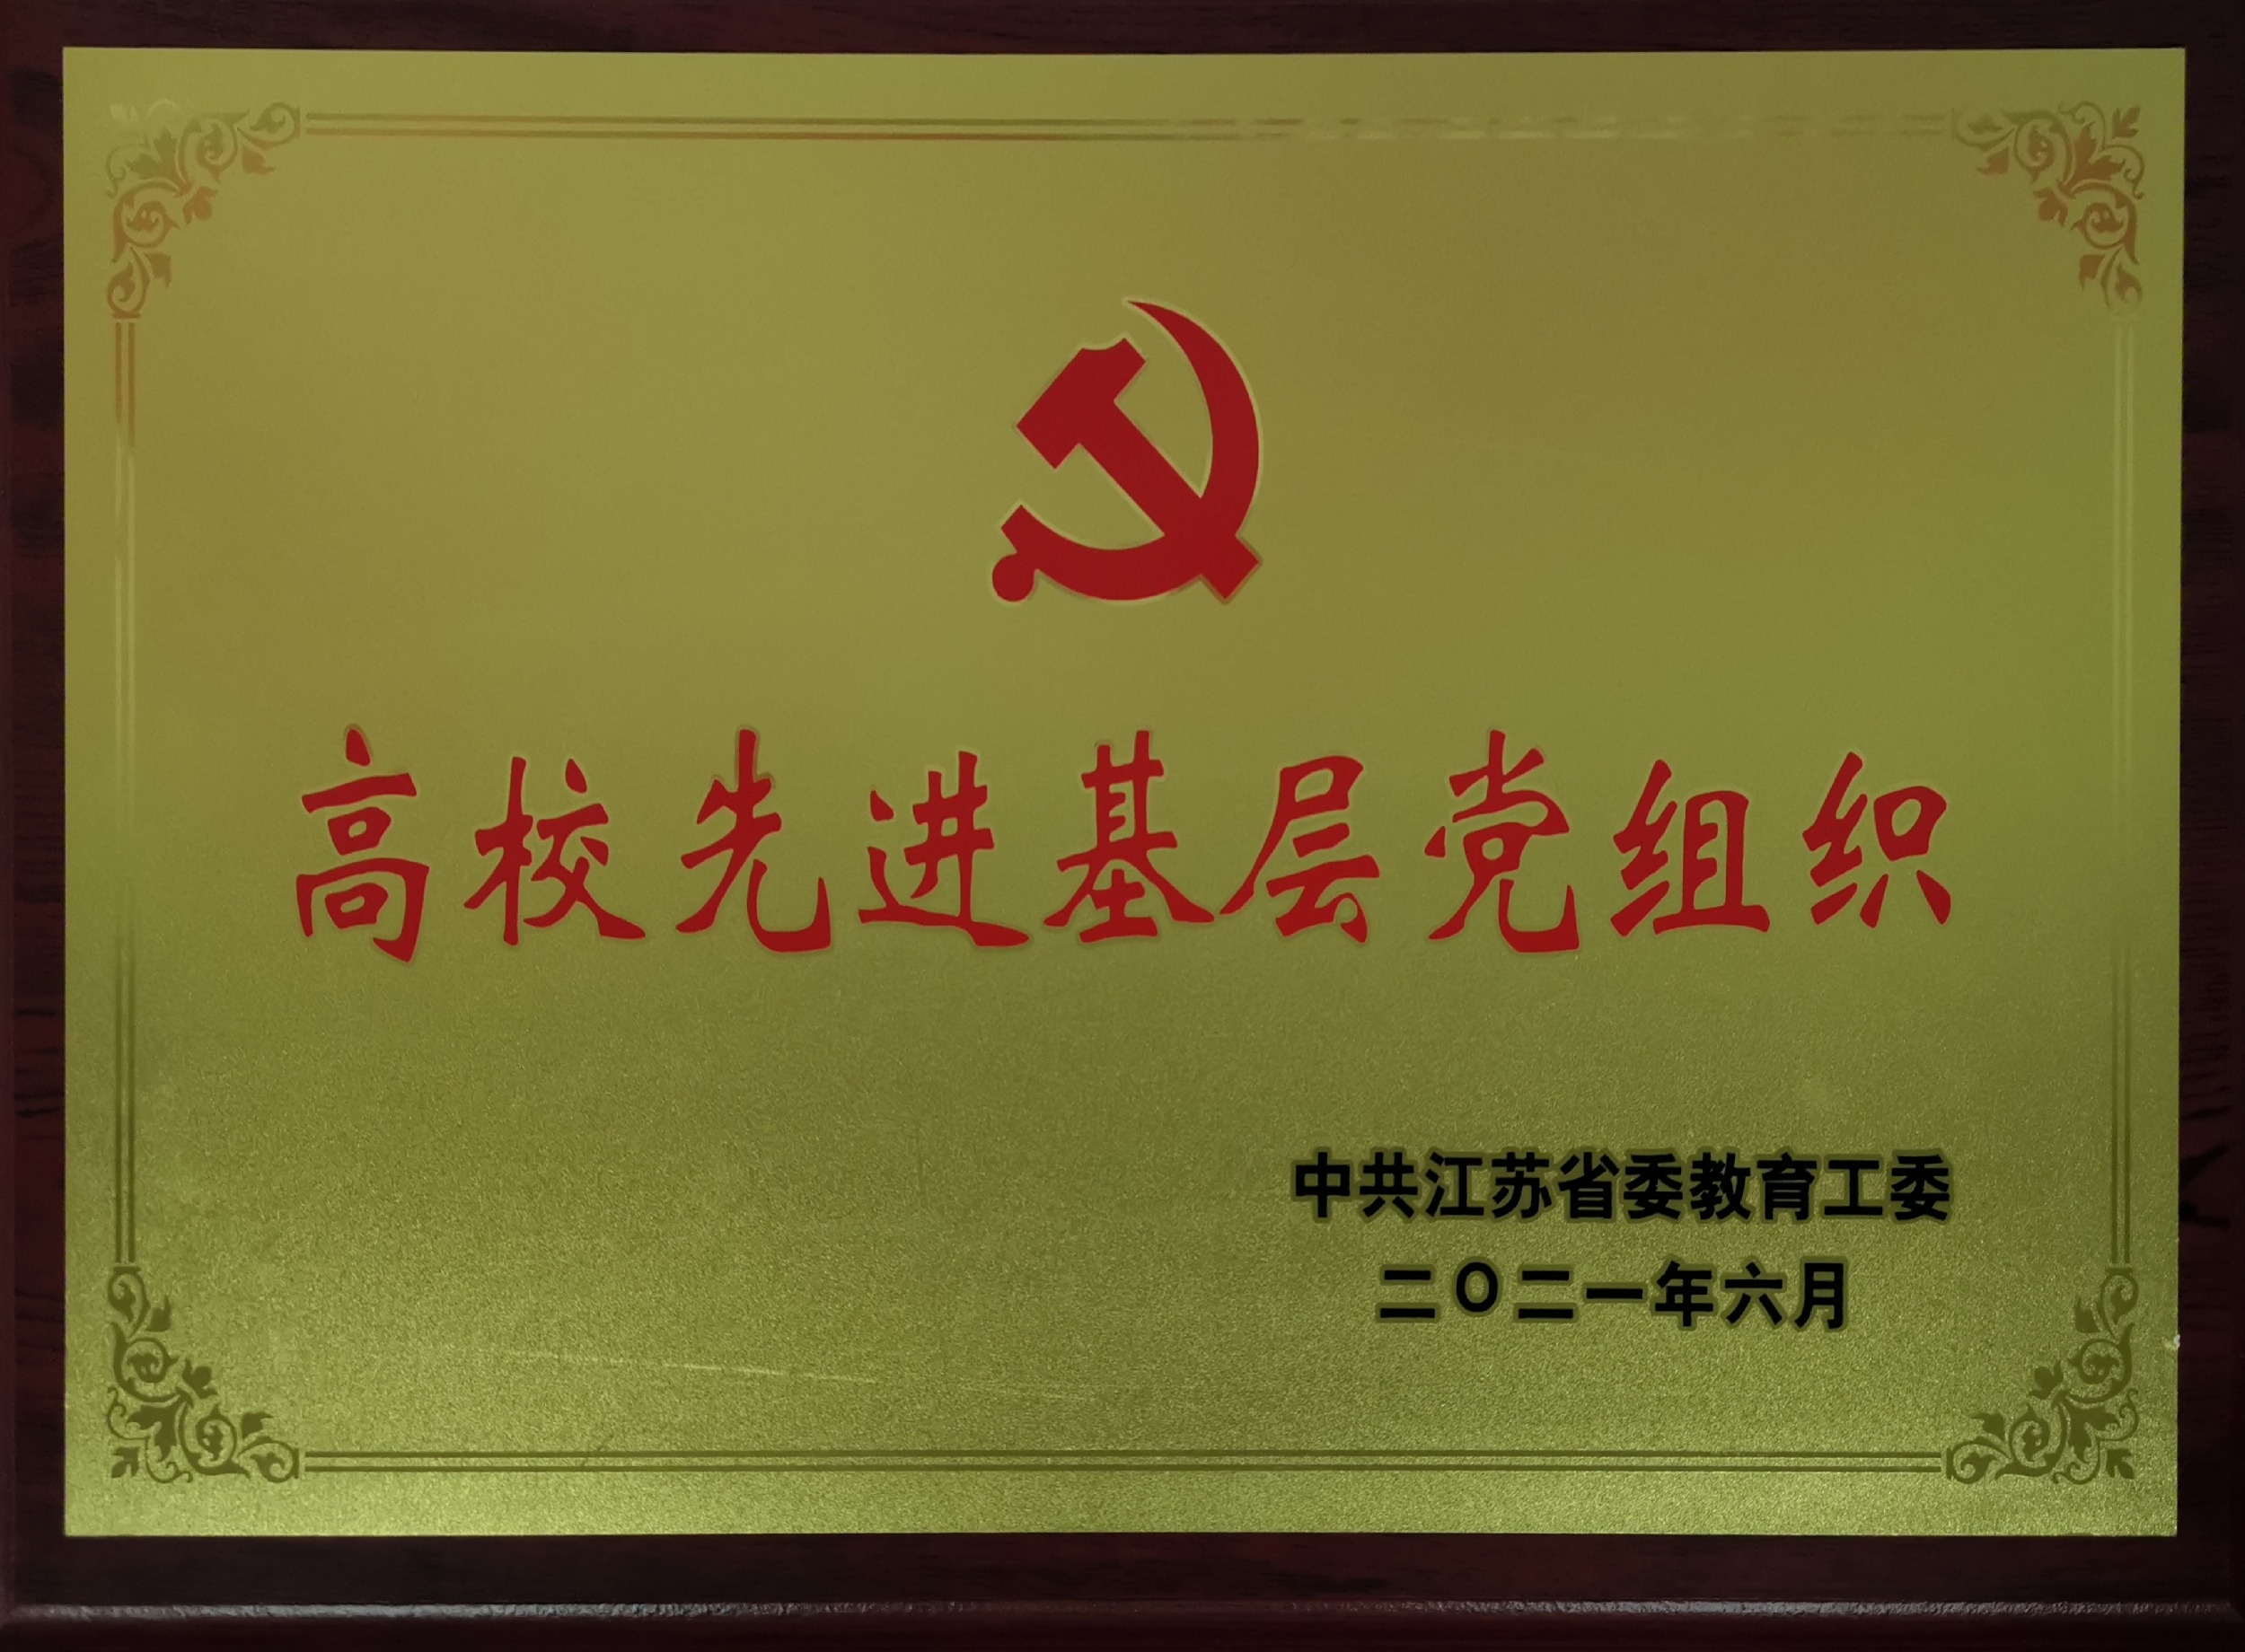 高校先进基层党组织
中共江苏省委教育工委
二〇二一年六月